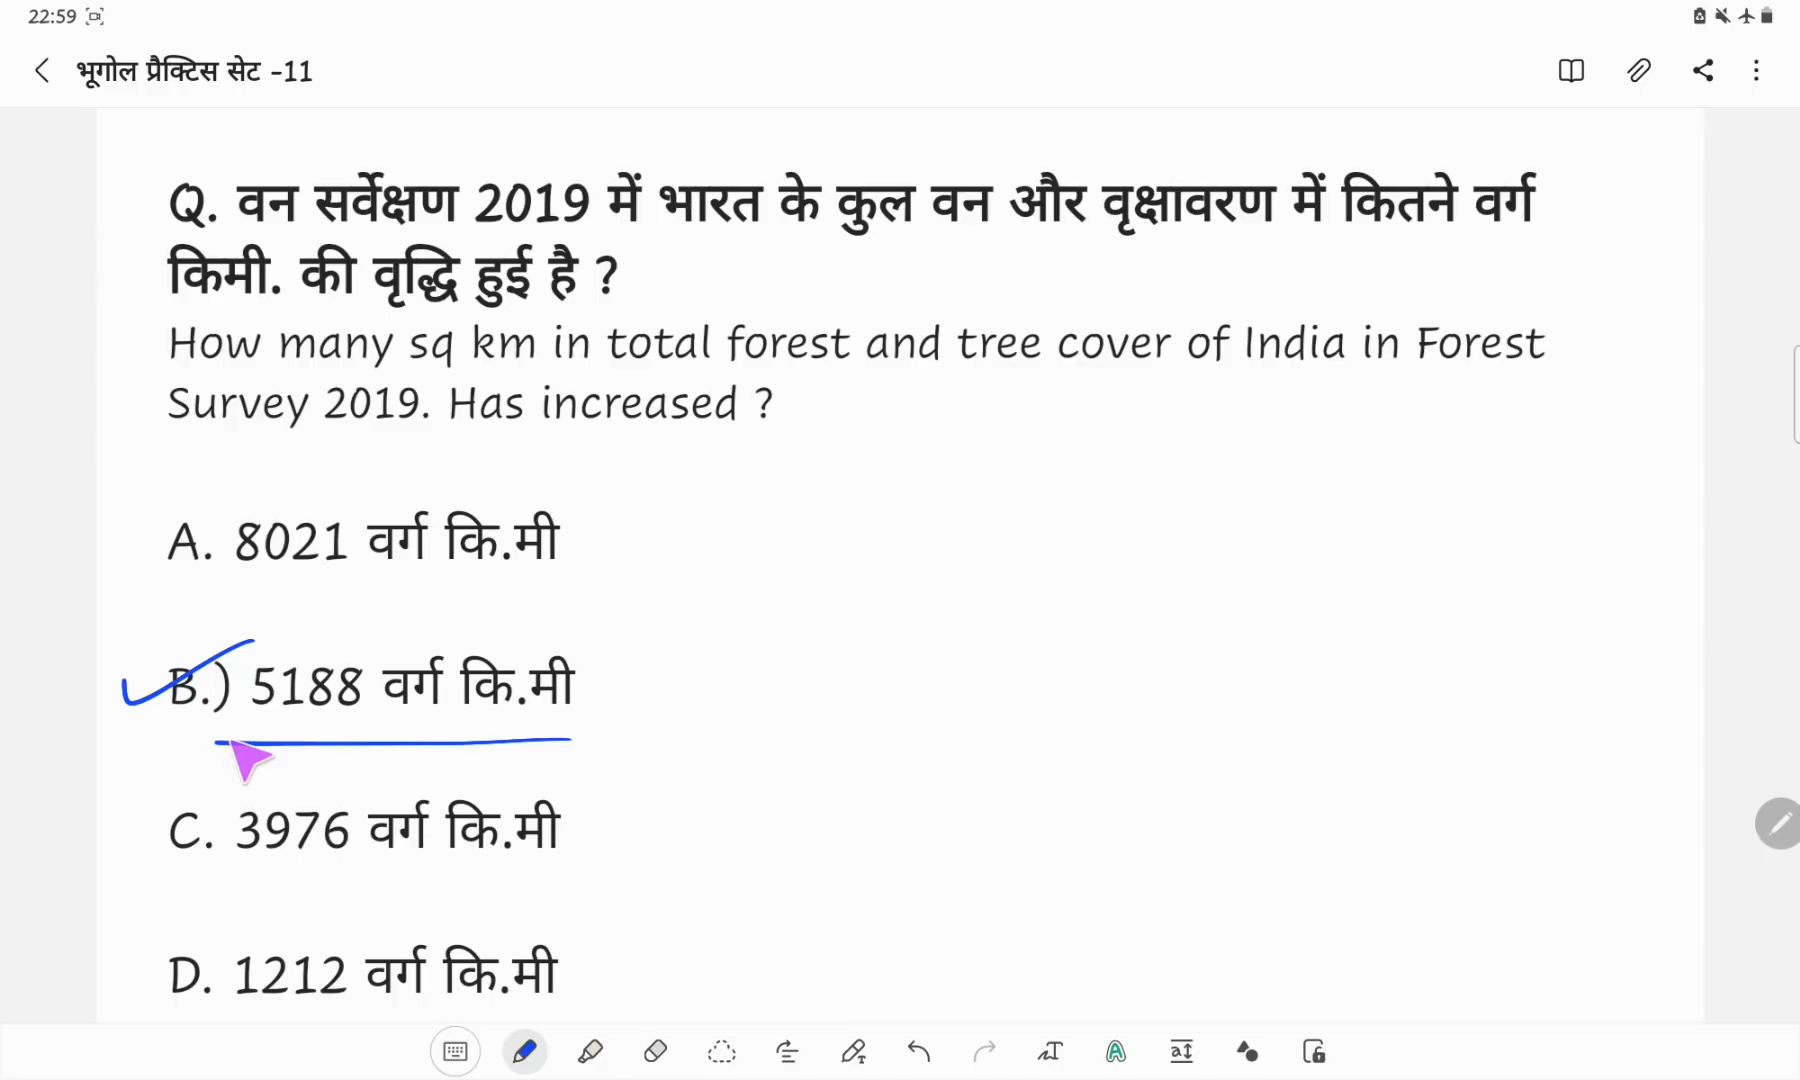 22:59
भूगोल प्रैक्टिस सेट -11
Q. वन सर्वेक्षण 2019 में भारत के कुल वन और वृक्षावरण में कितने वर्ग
किमी. की वृद्धि हुई है ?
How many sq km in total forest and tree cover of India in Forest
Survey 2019. Has increased ?
A. 8021 वर्ग कि.मी
B.) 5188 वर्ग कि.मी
C. 3976 वर्ग कि.मी
D. 1212 वर्ग कि.मी